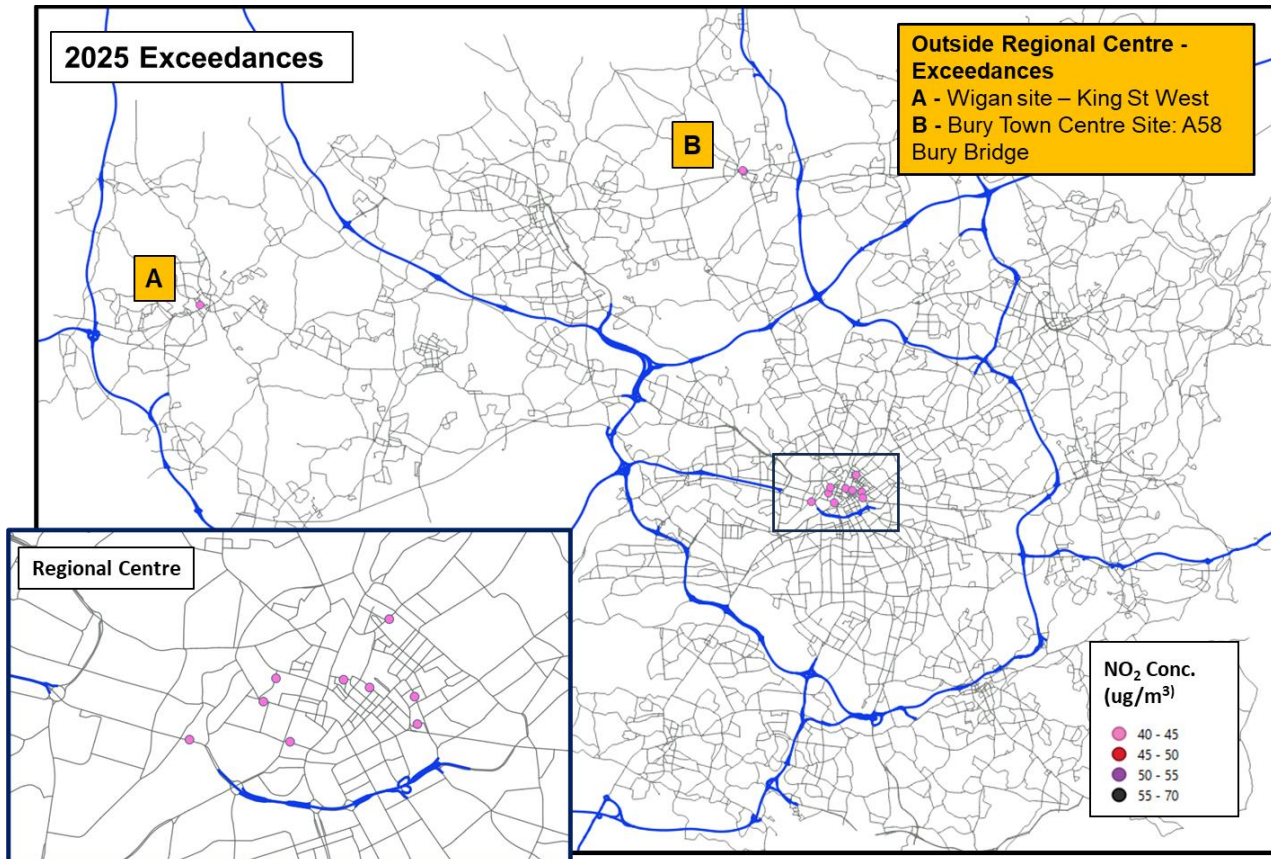 2025 Exceedances
Outside Regional Centre -
Exceedances
A - Wigan site – King St West
B - Bury Town Centre Site: A58
Bury Bridge
B
A
Regional Centre
NO₂ Conc.
(ug/m³⁾
40 - 45
45 - 50
50 - 55
55 - 70